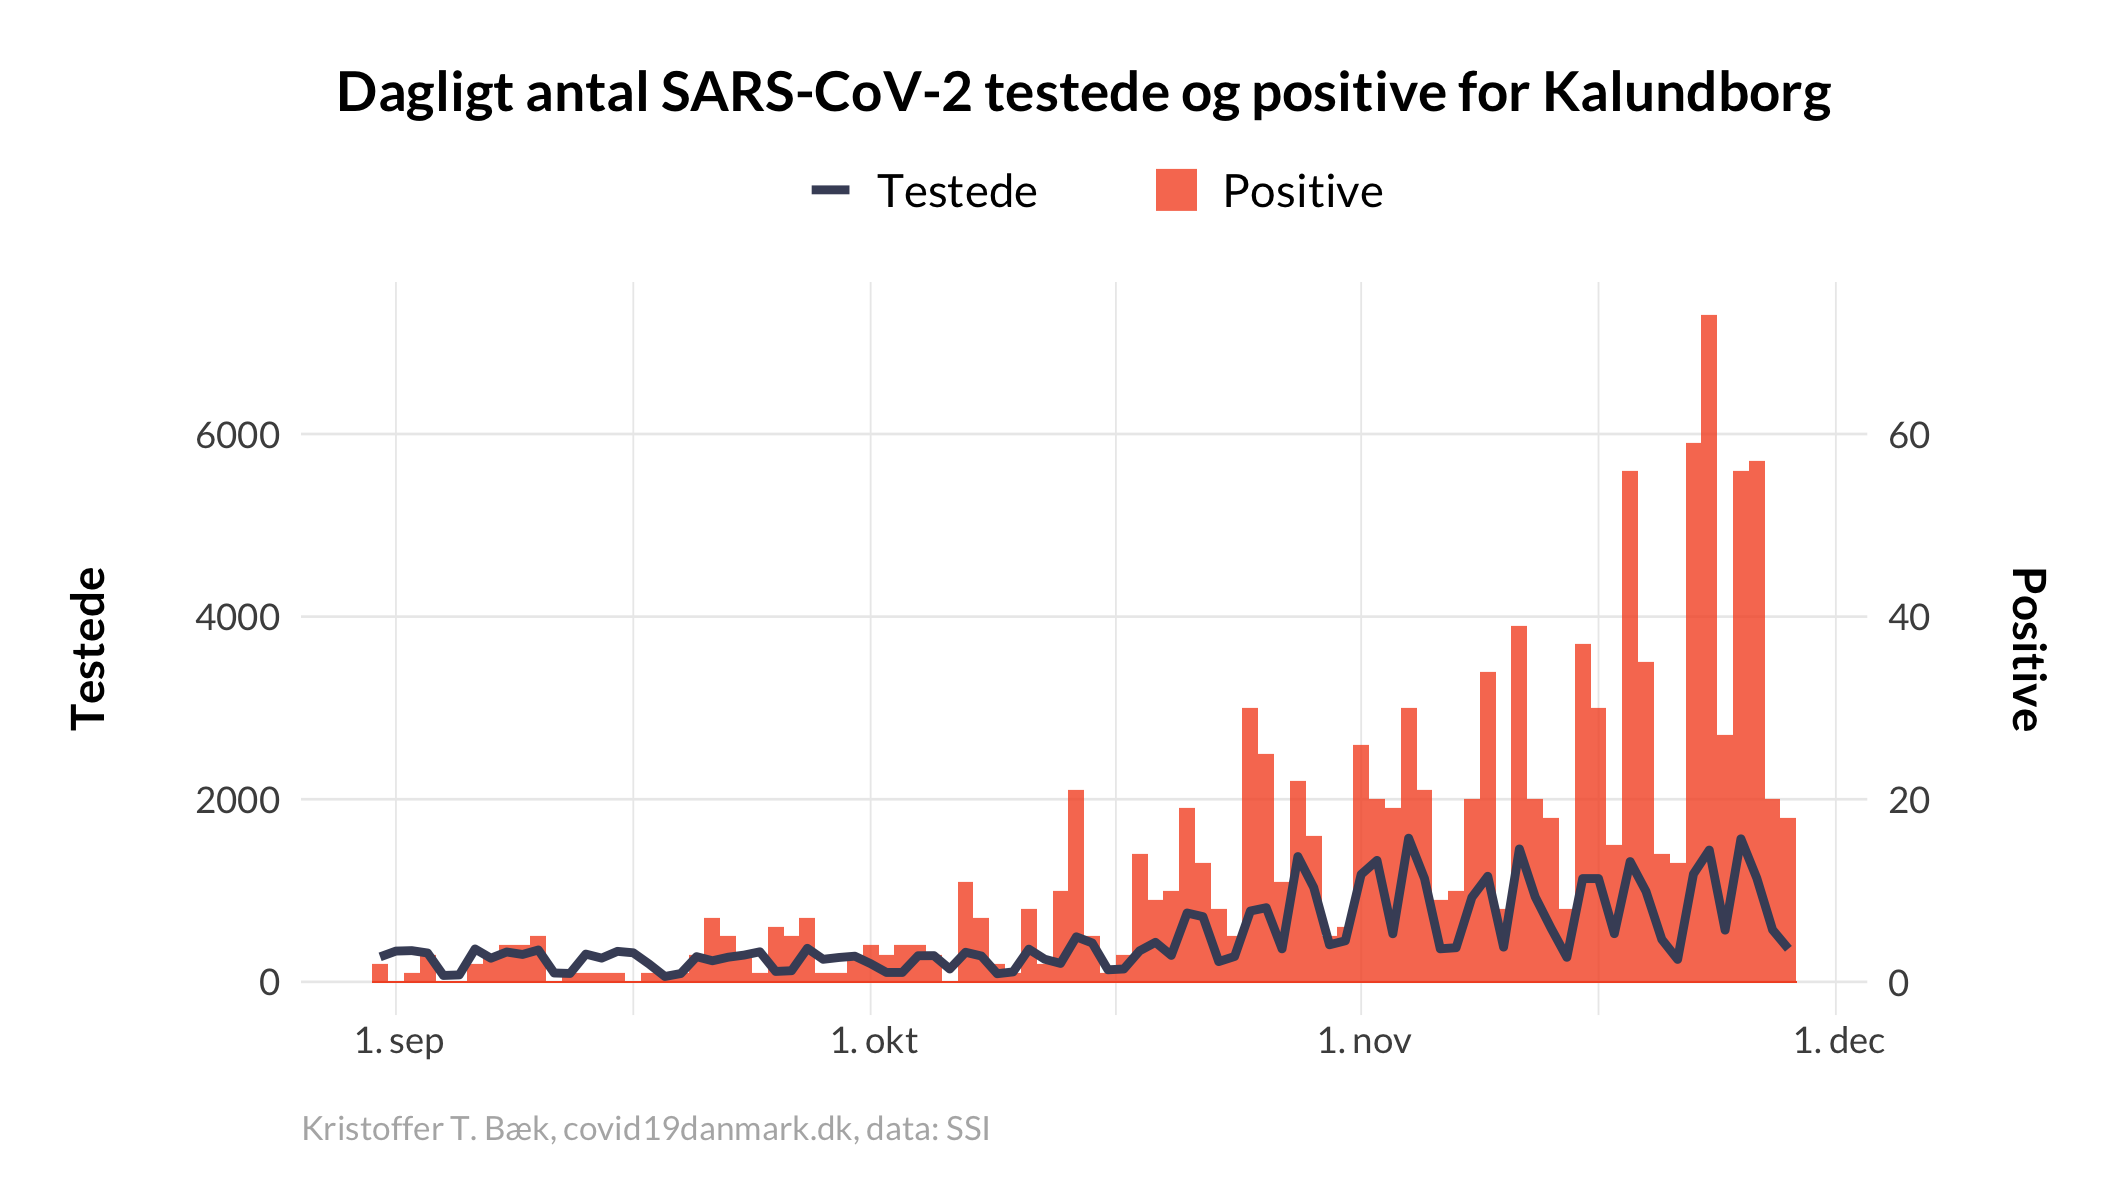 Dagligt antal SARS-CoV-2 testede og positive for Kalundborg
Testede
Positive
6000
4000
2000
0
60
40
20
0
Testede
Positive
1. sep
1. okt
1. nov
1. dec
Kristoffer T. Bæk, covid19danmark.dk, data: SSI